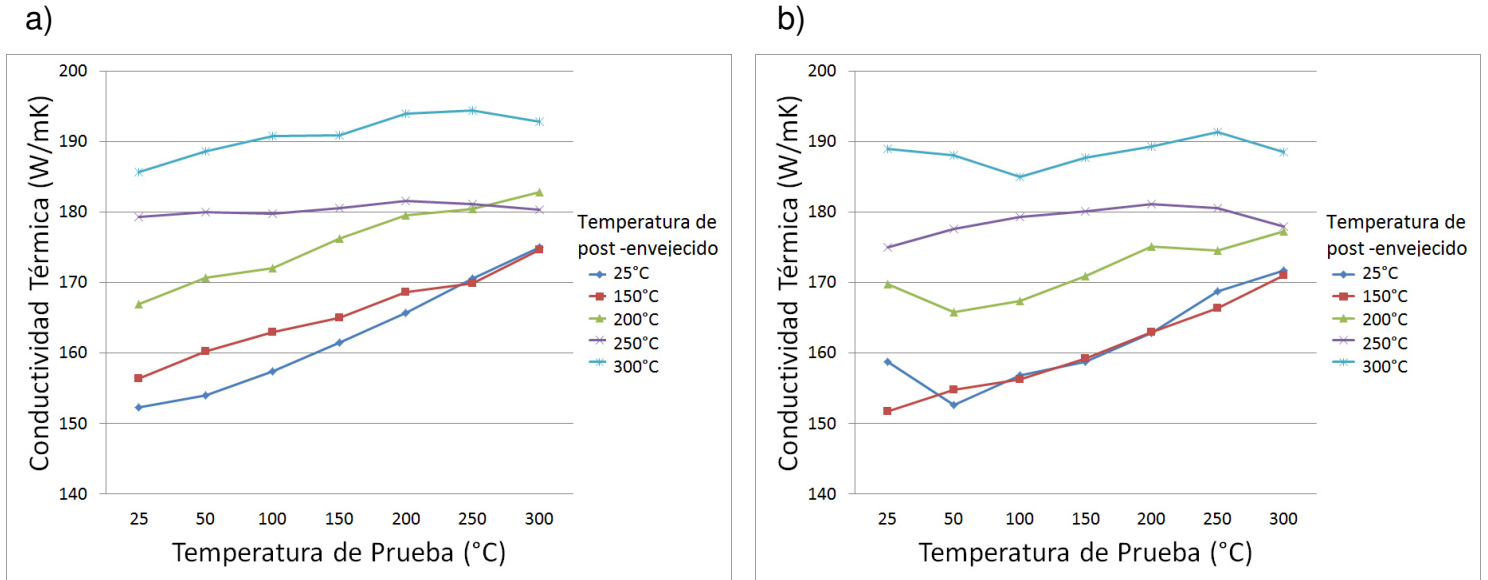 a)
200
190
180
170
160
150
140
25 50 100 150 200 250 300
Conductividad Térmica (W/mK)
Temperatura de Prueba (°C)
Temperatura de
post -envejecido
25°C
150°C
200°C
250°C
300°C
b)
200
190
180
170
160
150
140
25 50 100 150 200 250 300
Conductividad Térmica (W/mK)
Temperatura de Prueba (°C)
Temperatura de
post -envejecido
25°C
150°C
200°C
250°C
300°C